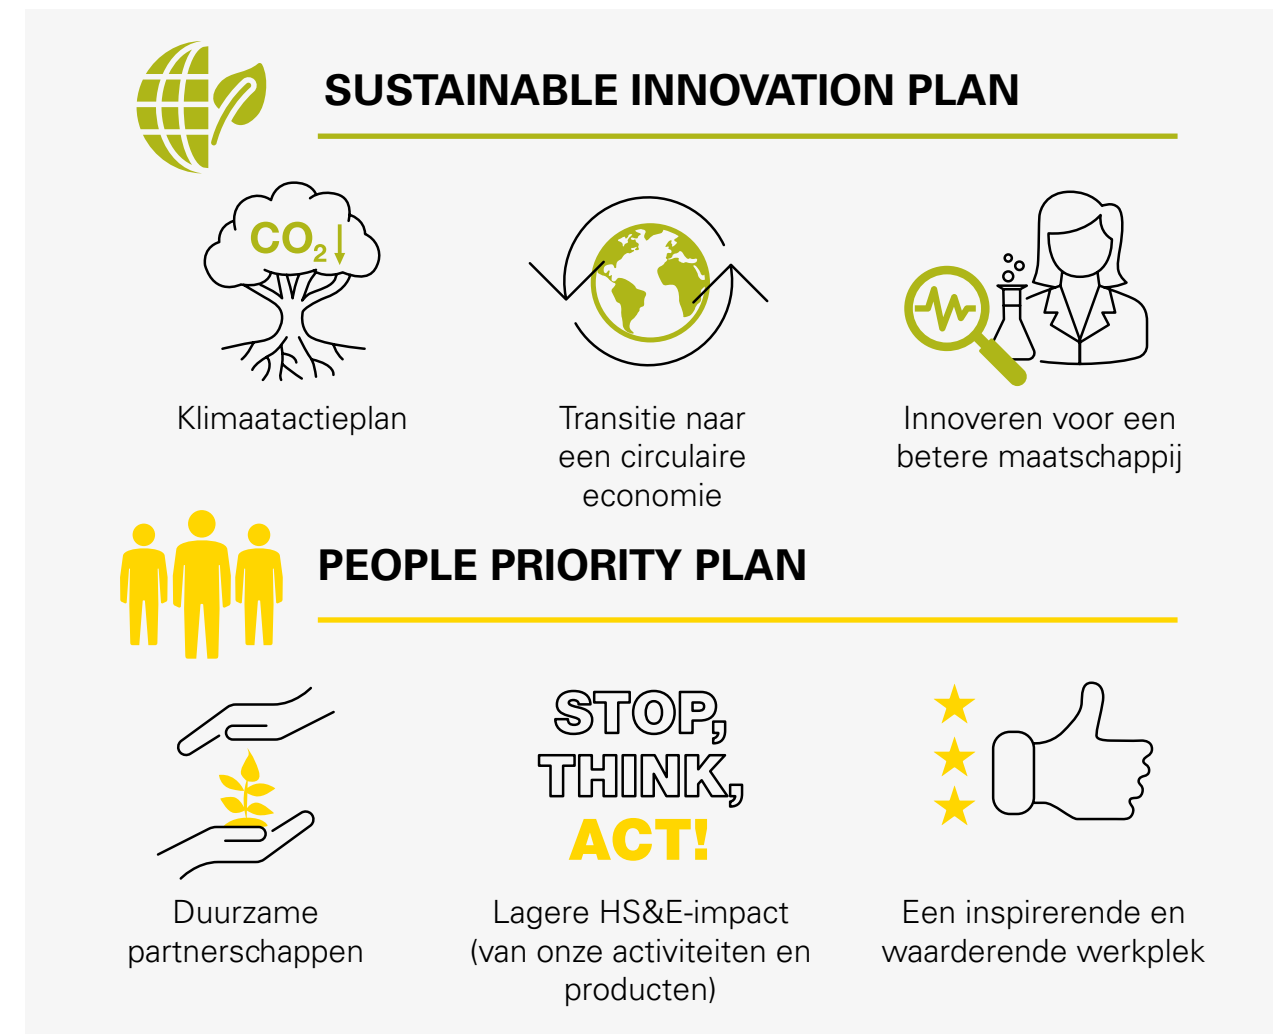 SUSTAINABLE INNOVATION PLAN
CO₂
Klimaatactieplan
Transitie naar
een circulaire
economie
Innoveren voor een
betere maatschappij
PEOPLE PRIORITY PLAN
Duurzame
partnerschappen
STOP,
THINK,
ACT!
Lagere HS&E-impact
(van onze activiteiten en
producten)
Een inspirerende en
waarderende werkplek